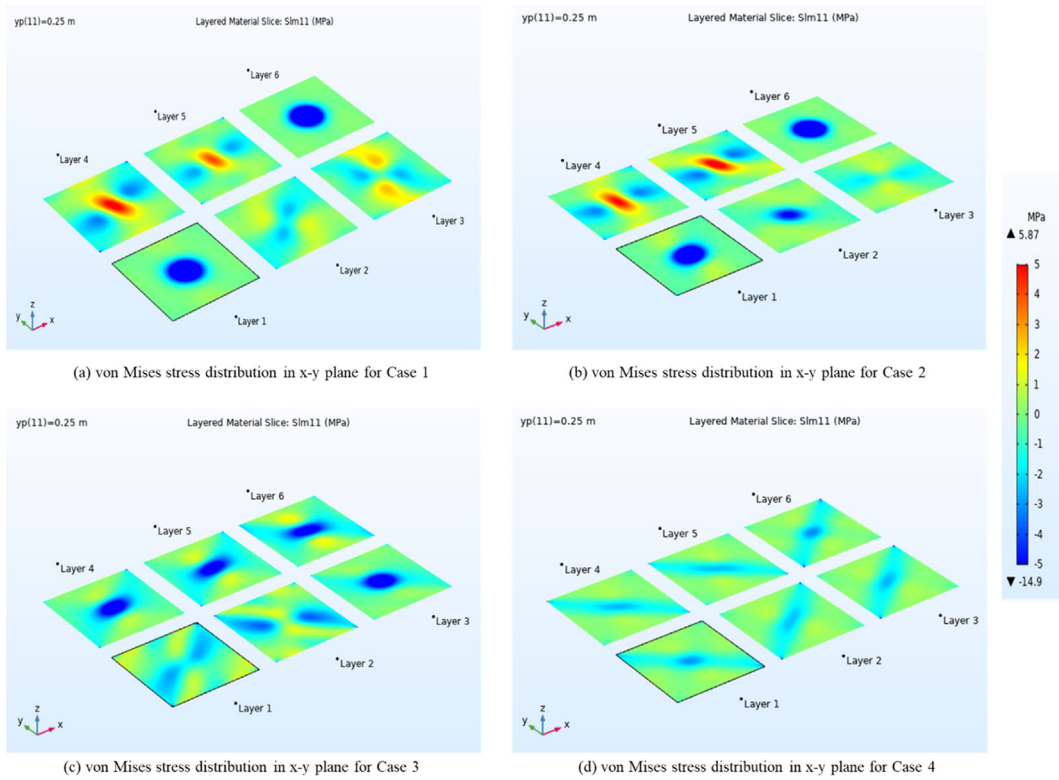 yp(11)=0.25 m
Layered Material Slice: Slm11 (MPa)
Layer 6
Layer 5
Layer 4
Layer 3
Layer 2
Layer 1
z
y
x
(a) von Mises stress distribution in x-y plane for Case 1
yp(11)=0.25 m
Layered Material Slice: Slm11 (MPa)
Layer 6
Layer 5
Layer 4
Layer 3
Layer 2
Layer 1
z
y
x
(b) von Mises stress distribution in x-y plane for Case 2
MPa
▲ 5.87
5
4
3
2
1
0
-1
-2
-3
-4
-5
▼ -14.9
yp(11)=0.25 m
Layered Material Slice: Slm11 (MPa)
Layer 6
Layer 5
Layer 4
Layer 3
Layer 2
Layer 1
z
y
x
(c) von Mises stress distribution in x-y plane for Case 3
yp(11)=0.25 m
Layered Material Slice: Slm11 (MPa)
Layer 6
Layer 5
Layer 4
Layer 3
Layer 2
Layer 1
z
y
x
(d) von Mises stress distribution in x-y plane for Case 4